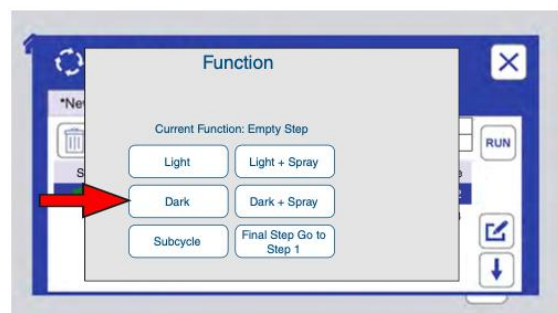 Function
*Ne
Current Function: Empty Step
RUN
Light
Light + Spray
S
Dark
Dark + Spray
Subcycle
Final Step Go to
Step 1